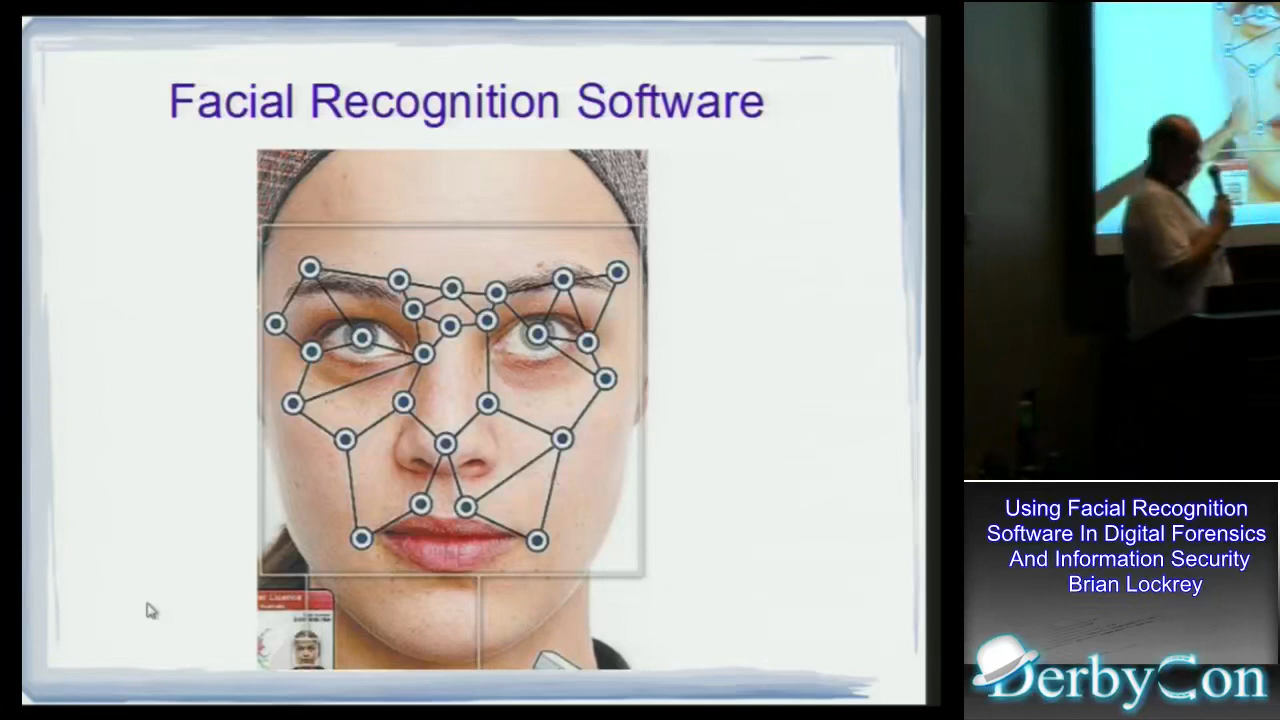 Facial Recognition Software
Using Facial Recognition
Software In Digital Forensics
And Information Security
Brian Lockrey
DerbyCon